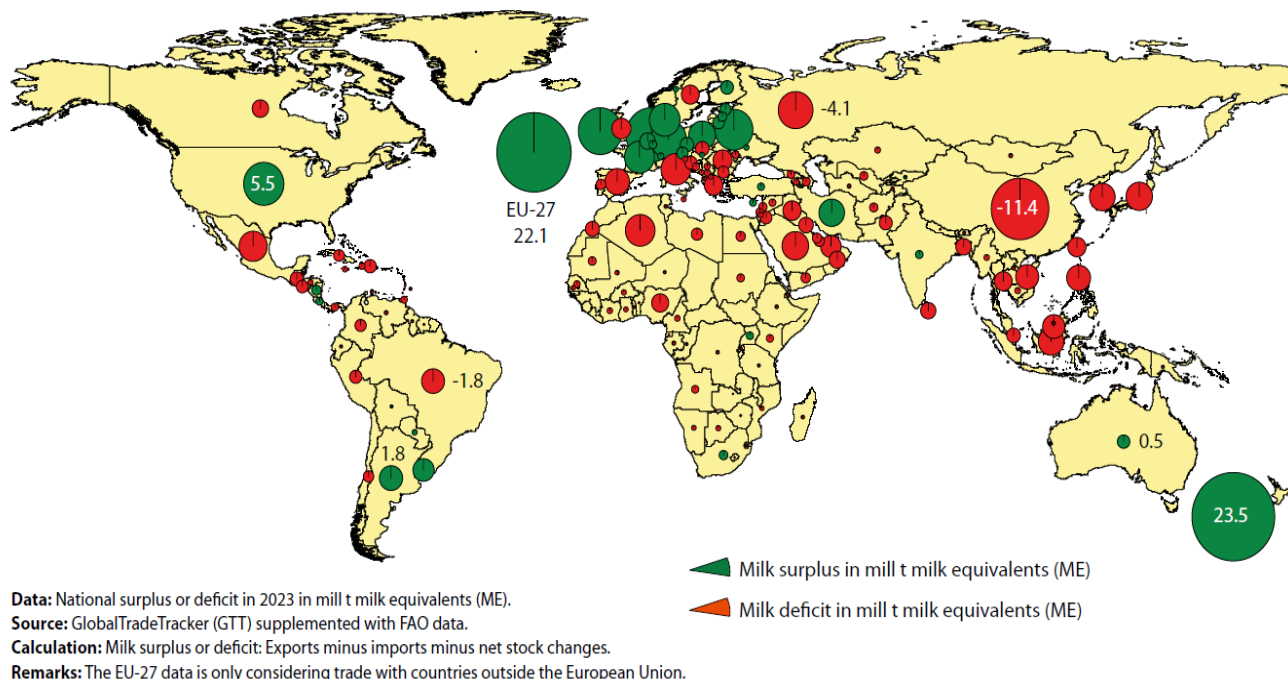 -4.1
5.5
-11.4
EU-27
22.1
-1.8
1.8
0.5
23.5
Milk surplus in mill t milk equivalents (ME)
Milk deficit in mill t milk equivalents (ME)
Data: National surplus or deficit in 2023 in mill t milk equivalents (ME).
Source: GlobalTradeTracker (GTT) supplemented with FAO data.
Calculation: Milk surplus or deficit: Exports minus imports minus net stock changes.
Remarks: The EU-27 data is only considering trade with countries outside the European Union.